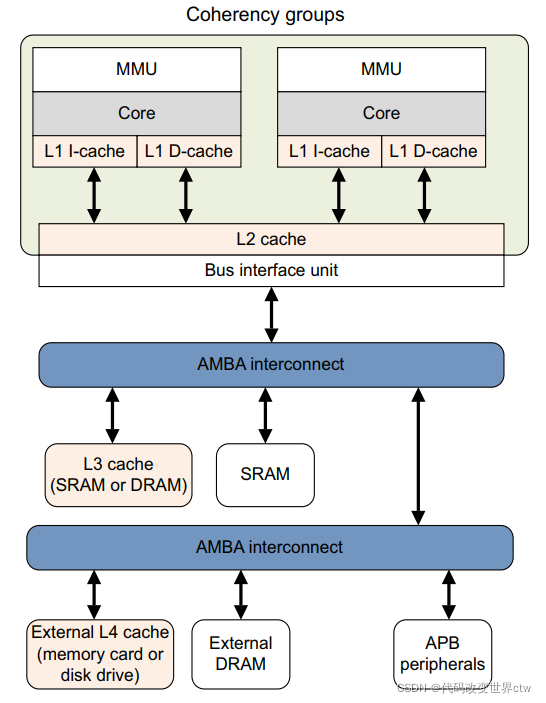 Coherency groups
MMU
MMU
Core
Core
L1 I-cache
L1 D-cache
L1 I-cache
L1 D-cache
L2 cache
Bus interface unit
AMBA interconnect
L3 cache
(SRAM or DRAM)
SRAM
AMBA interconnect
External L4 cache
(memory card or
disk drive)
External
DRAM
APB
peripherals
CSDN @代码改变世界ctw